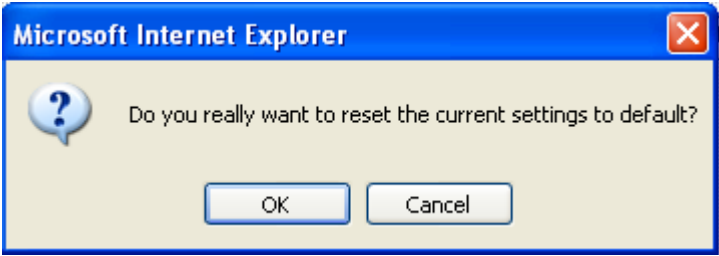 Microsoft Internet Explorer
Do you really want to reset the current settings to default?
OK
Cancel